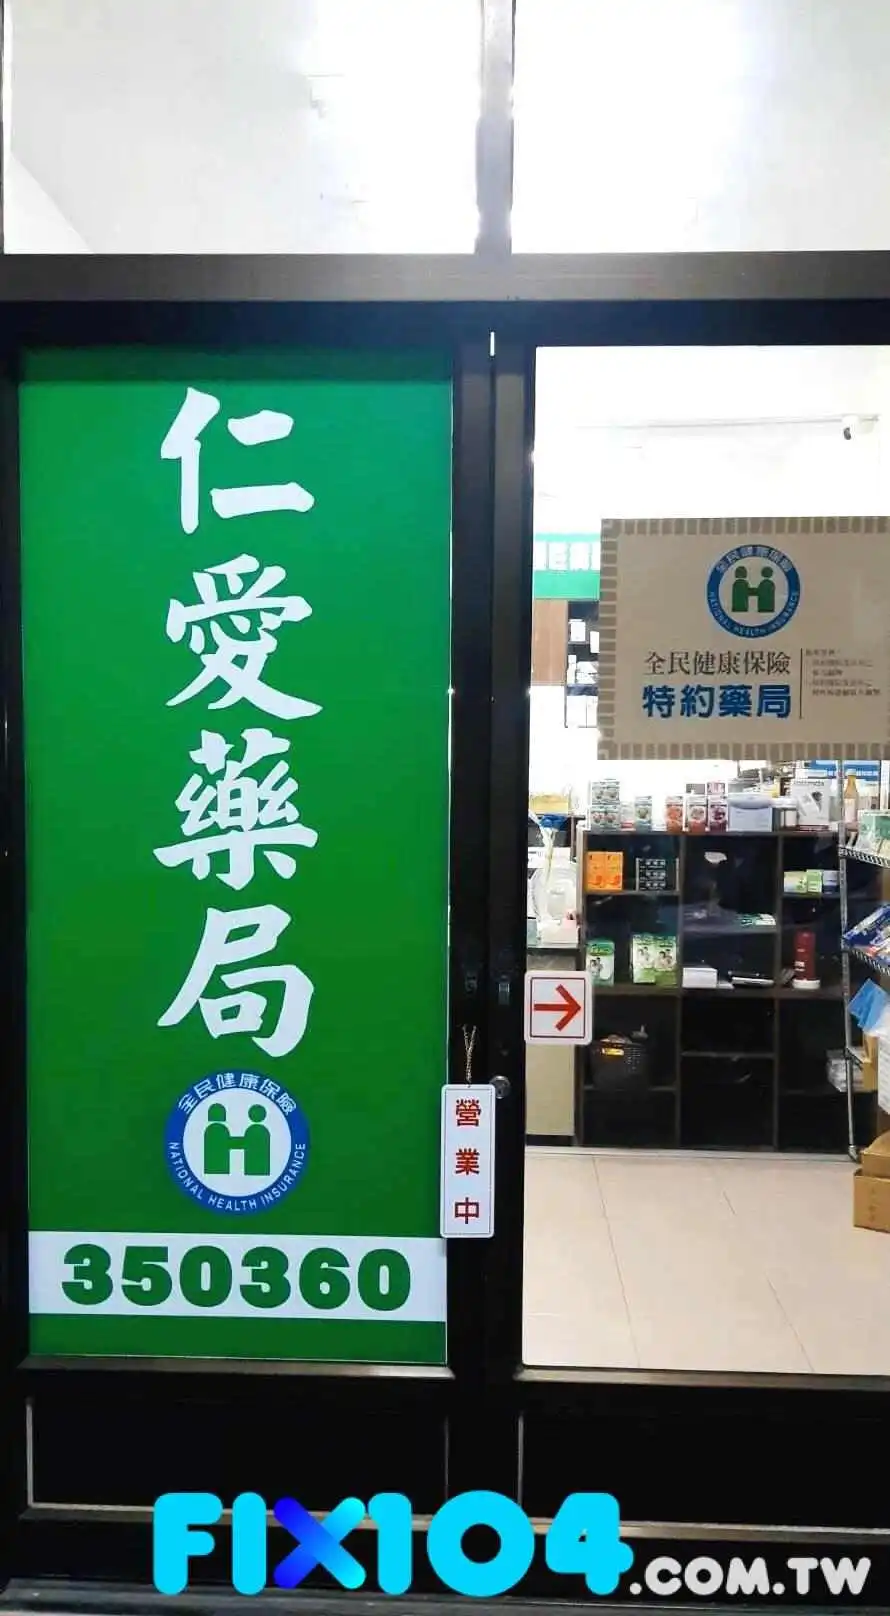 仁愛藥局
全民健康保險
NATIONAL HEALTH INSURANCE
350360
營業中
全民健康保險
NATIONAL HEALTH INSURANCE
全民健康保險
特約藥局
FIX104.COM.TW